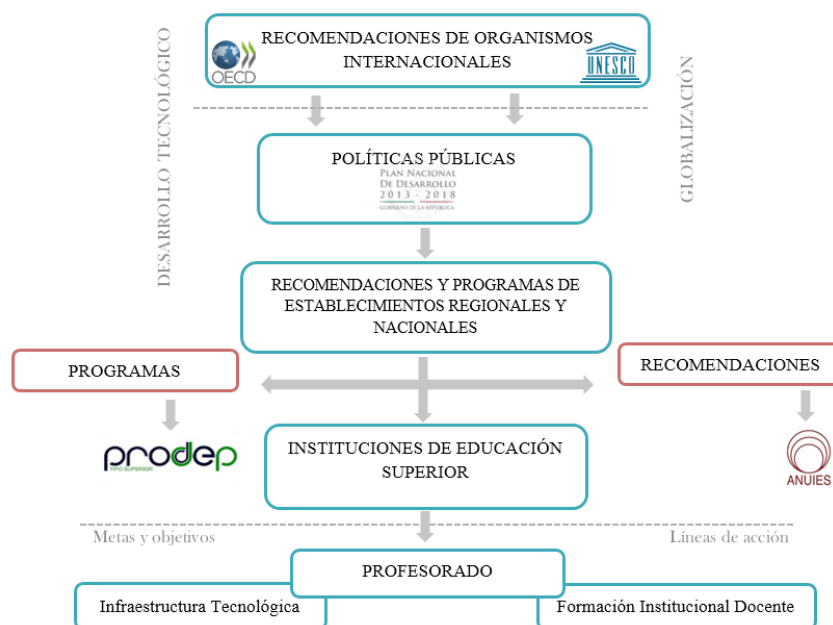 RECOMENDACIONES DE ORGANISMOS
INTERNACIONALES
OECD
UNESCO
DESARROLLO TECNOLÓGICO
GLOBALIZACIÓN
POLÍTICAS PÚBLICAS
PLAN NACIONAL
DE DESARROLLO
2013 - 2018
GOBIERNO DE LA REPÚBLICA
RECOMENDACIONES Y PROGRAMAS DE
ESTABLECIMIENTOS REGIONALES Y
NACIONALES
PROGRAMAS
RECOMENDACIONES
prodep
TIPO SUPERIOR
INSTITUCIONES DE EDUCACIÓN
SUPERIOR
ANUIES
Metas y objetivos
Líneas de acción
PROFESORADO
Infraestructura Tecnológica
Formación Institucional Docente